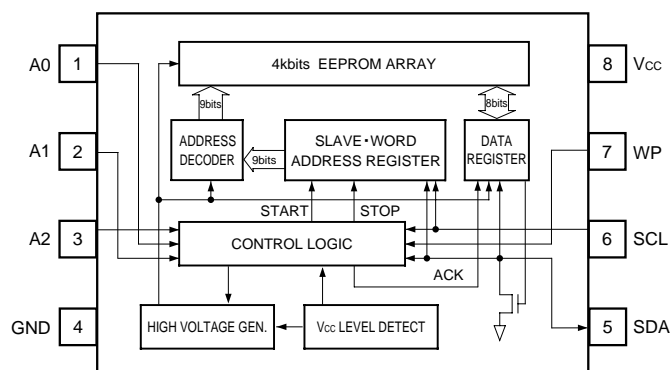 A0 1
4kbits EEPROM ARRAY
8 Vcc
9bits
8bits
A1 2
ADDRESS
DECODER
9bits
SLAVE・WORD
ADDRESS REGISTER
DATA
REGISTER
7 WP
START
STOP
A2 3
CONTROL LOGIC
6 SCL
ACK
GND 4
HIGH VOLTAGE GEN.
Vcc LEVEL DETECT
5 SDA